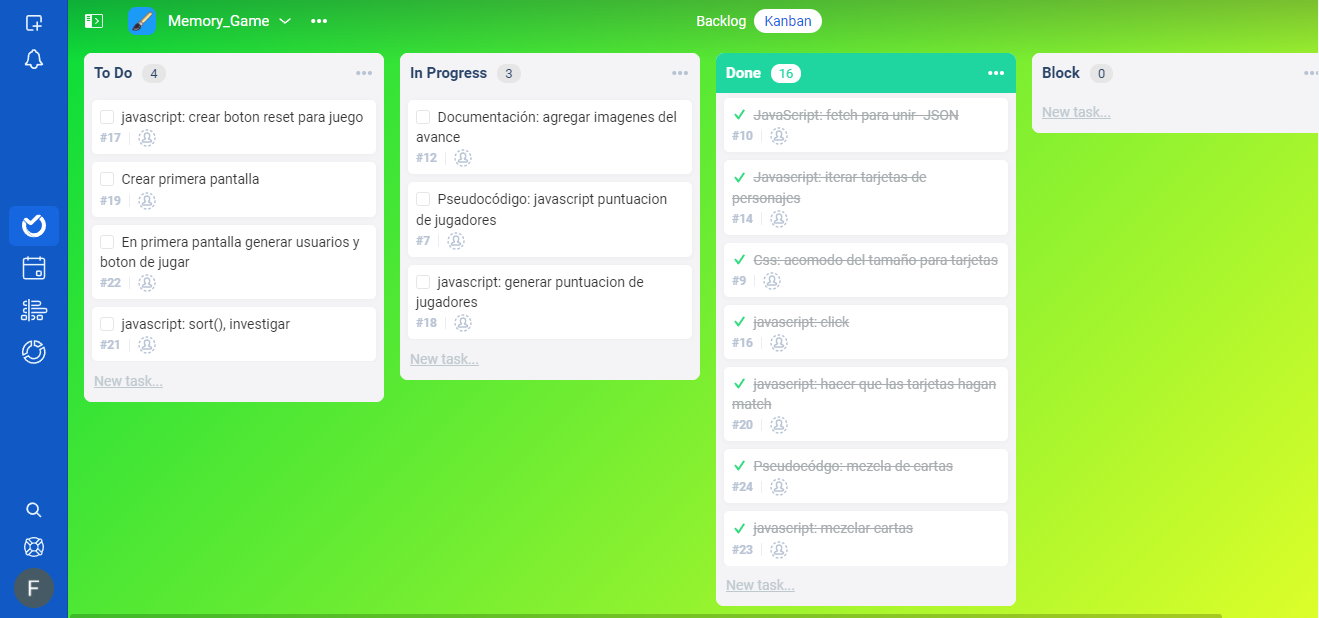 Memory_Game
Backlog Kanban
To Do 4
javascript: crear boton reset para juego
#17
Crear primera pantalla
#19
En primera pantalla generar usuarios y
boton de jugar
#22
javascript: sort(), investigar
#21
New task...
In Progress 3
Documentación: agregar imagenes del
avance
#12
Pseudocódigo: javascript puntuacion
de jugadores
#7
javascript: generar puntuacion de
jugadores
#18
New task...
Done 16
JavaScript: fetch para unir JSON
#10
Javascript: iterar tarjetas de
personajes
#14
Css: acomodo del tamaño para tarjetas
#9
javascript: click
#16
javascript: hacer que las tarjetas hagan
match
#20
Pseudocódgo: mezcla de cartas
#24
javascript: mezclar cartas
#23
New task...
Block 0
New task...
F